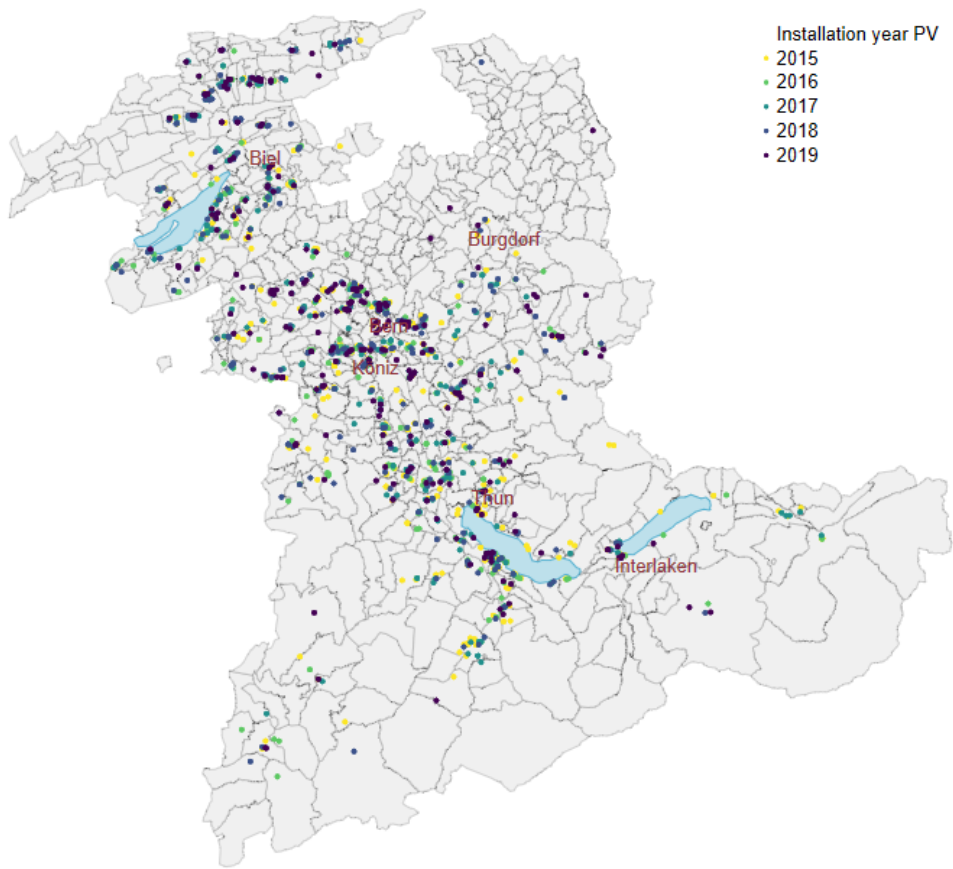 Installation year PV
2015
2016
2017
2018
2019
Biel
Burgdorf
Bern
Köniz
Thun
Interlaken